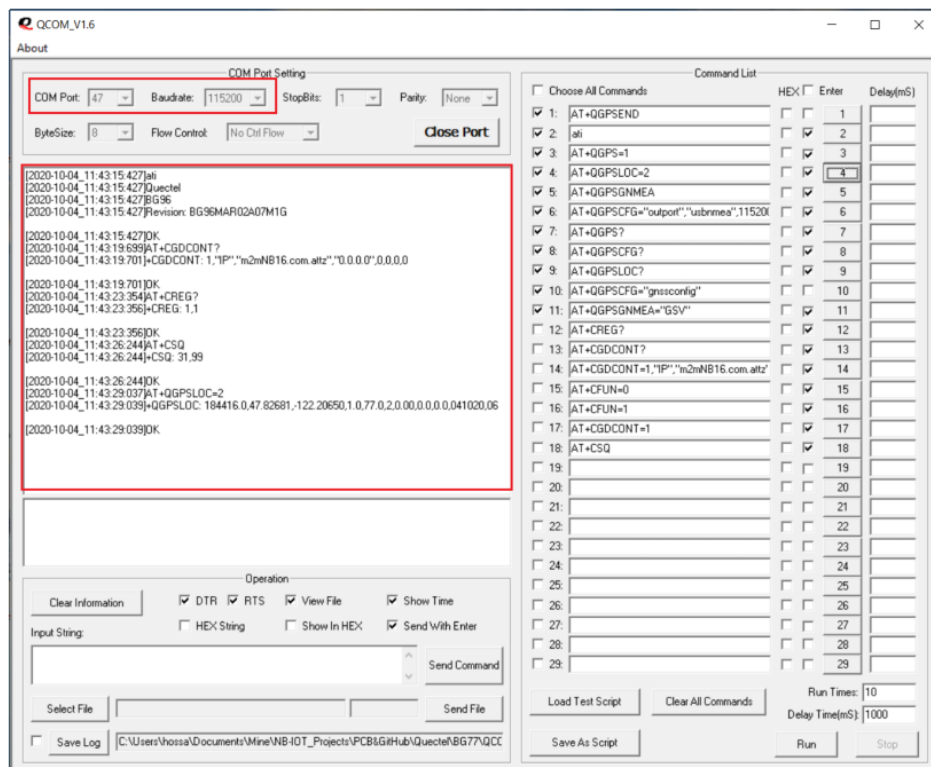 QCOM_V1.6
About
COM Port Setting
COM Port: 47 Baudrate: 115200 StopBits: 1 Parity: None
ByteSize: 8 Flow Control: No Ctrl Flow Close Port
[2020-10-04_11:43:15:427]ati
[2020-10-04_11:43:15:427]Quectel
[2020-10-04_11:43:15:427]BG96
[2020-10-04_11:43:15:427]Revision: BG96MAR02A07M1G
[2020-10-04_11:43:15:427]OK
[2020-10-04_11:43:19:699]AT+CGDCONT?
[2020-10-04_11:43:19:701]+CGDCONT: 1,"IP","m2mNB16.com.attz","0.0.0.0",0,0,0,0
[2020-10-04_11:43:19:701]OK
[2020-10-04_11:43:23:354]AT+CREG?
[2020-10-04_11:43:23:356]+CREG: 1,1
[2020-10-04_11:43:23:356]OK
[2020-10-04_11:43:26:244]AT+CSQ
[2020-10-04_11:43:26:244]+CSQ: 31,99
[2020-10-04_11:43:26:244]OK
[2020-10-04_11:43:29:037]AT+QGPSLOC=2
[2020-10-04_11:43:29:039]+QGPSLOC: 184416.0,47.82681,-122.20650,1.0,77.0,2,0.00,0.0,0.0,041020,06
[2020-10-04_11:43:29:039]OK
Operation
Clear Information DTR RTS View File Show Time
HEX String Show In HEX Send With Enter
Input String:
Send Command
Select File Send File
Save Log C:\Users\hossa\Documents\Mine\NB-IOT_Projects\PCB&GitHub\Quectel\BG77\QCO
Command List
Choose All Commands HEX Enter Delay(mS)
1: AT+QGPSEND 1
2: ati 2
3: AT+QGPS=1 3
4: AT+QGPSLOC=2 4
5: AT+QGPSGNMEA 5
6: AT+QGPSCFG="outport","usbnmea",115200 6
7: AT+QGPS? 7
8: AT+QGPSCFG? 8
9: AT+QGPSLOC? 9
10: AT+QGPSCFG="gnssconfig" 10
11: AT+QGPSGNMEA="GSV" 11
12: AT+CREG? 12
13: AT+CGDCONT? 13
14: AT+CGDCONT=1,"IP","m2mNB16.com.attz" 14
15: AT+CFUN=0 15
16: AT+CFUN=1 16
17: AT+CGDCONT=1 17
18: AT+CSQ 18
19: 19
20: 20
21: 21
22: 22
23: 23
24: 24
25: 25
26: 26
27: 27
28: 28
29: 29
Load Test Script Clear All Commands Run Times: 10
Delay Time(mS): 1000
Save As Script Run Stop